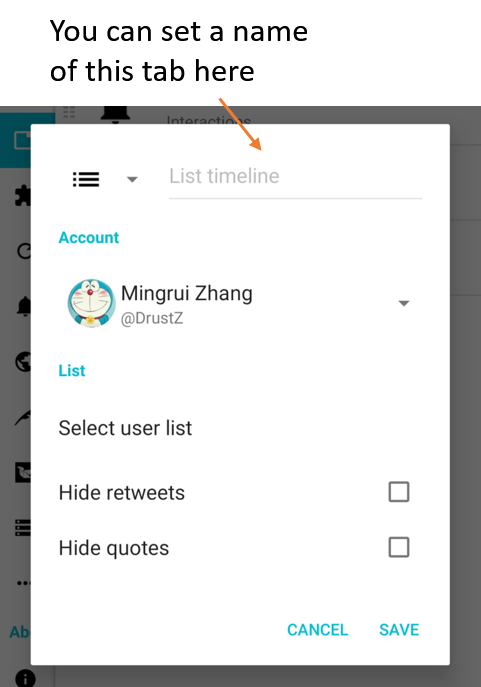 You can set a name
of this tab here
Interactions
List timeline
Account
Mingrui Zhang
@DrustZ
List
Select user list
Hide retweets
Hide quotes
CANCEL
SAVE